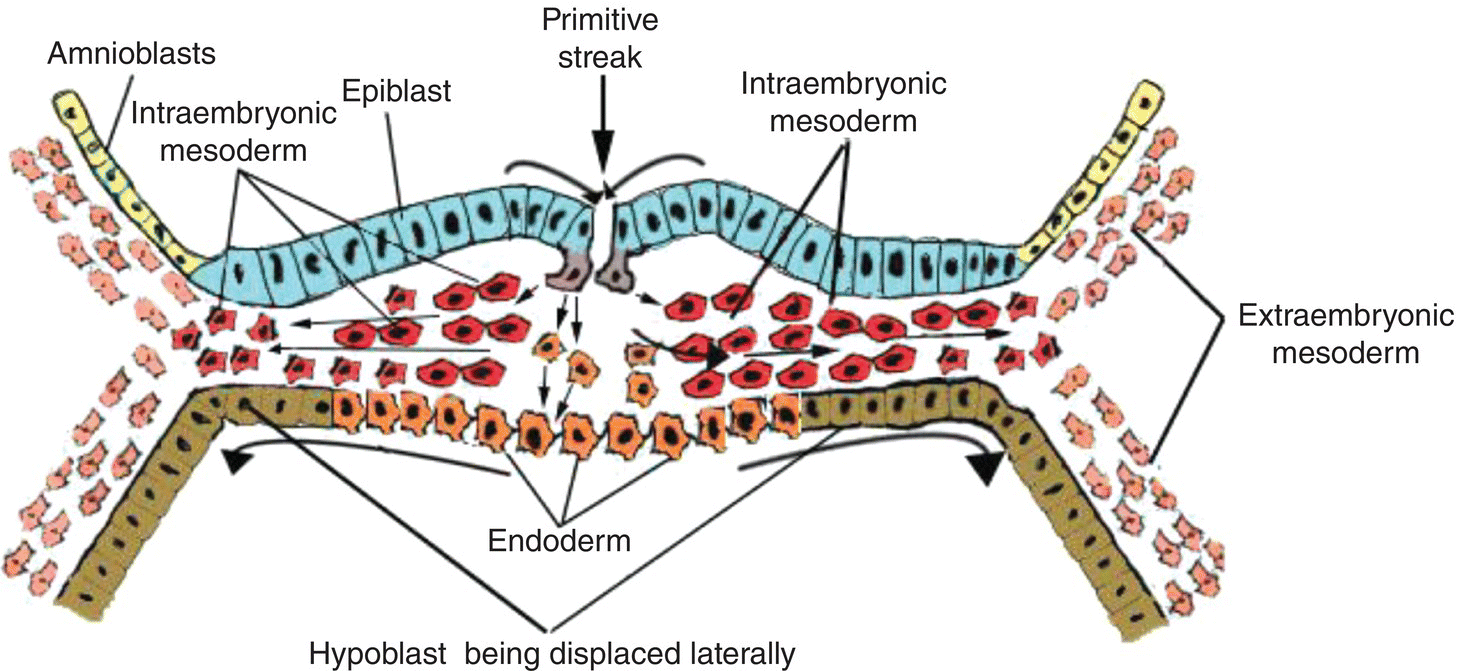 Primitive
streak
Amnioblasts
Intraembryonic
mesoderm
Epiblast
Intraembryonic
mesoderm
Extraembryonic
mesoderm
Endoderm
Hypoblast being displaced laterally